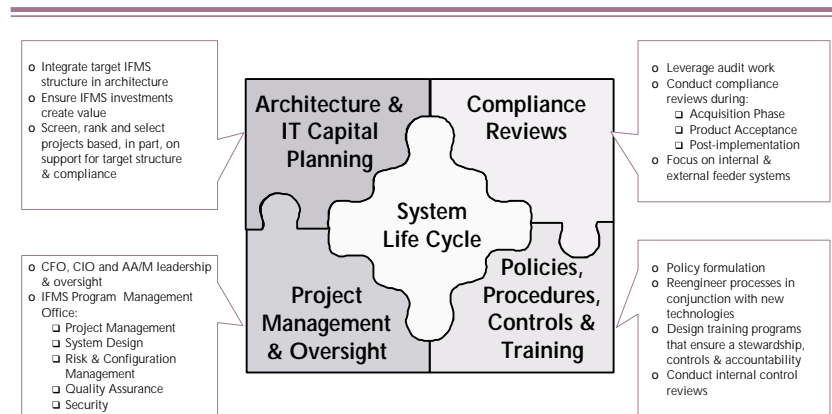 o Integrate target IFMS
structure in architecture
o Ensure IFMS investments
create value
o Screen, rank and select
projects based, in part, on
support for target structure
& compliance
Architecture &
IT Capital
Planning
Compliance
Reviews
o Leverage audit work
o Conduct compliance
reviews during:
❑ Acquisition Phase
❑ Product Acceptance
❑ Post-implementation
o Focus on internal &
external feeder systems
System
Life Cycle
o CFO, CIO and AA/M leadership
& oversight
o IFMS Program Management
Office:
❑ Project Management
❑ System Design
❑ Risk & Configuration
Management
❑ Quality Assurance
❑ Security
Project
Management
& Oversight
Policies,
Procedures,
Controls &
Training
o Policy formulation
o Reengineer processes in
conjunction with new
technologies
o Design training programs
that ensure a stewardship,
controls & accountability
o Conduct internal control
reviews